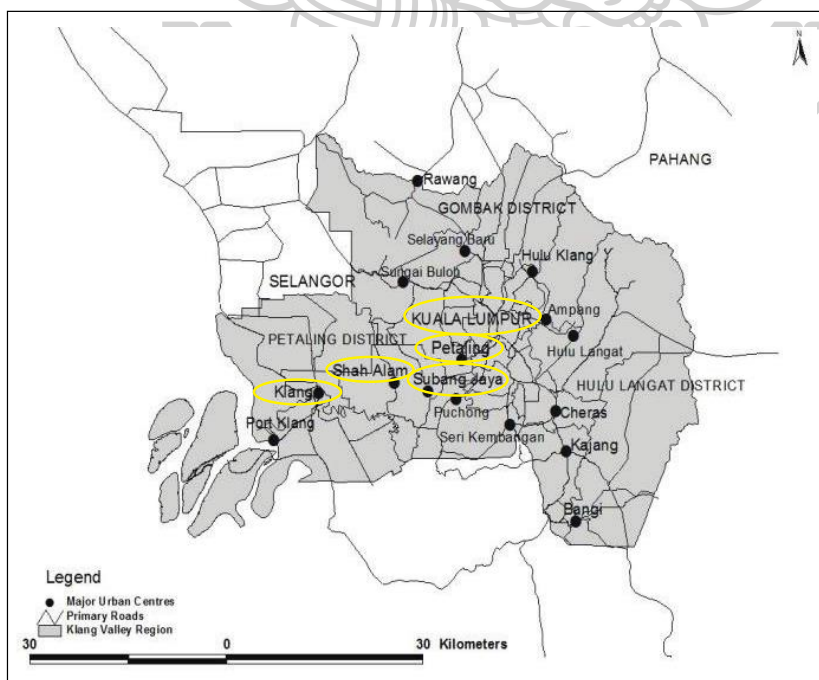 N
PAHANG
Rawang
GOMBAK DISTRICT
Selayang Baru
Hulu Klang
Sungai Buloh
SELANGOR
Ampang
KUALA LUMPUR
PETALING DISTRICT
Petaling
Hulu Langat
Shah Alam
Subang Jaya
HULU LANGAT DISTRICT
Klang
Puchong
Cheras
Port Klang
Seri Kembangan
Kajang
Bangi
Legend
Major Urban Centres
Primary Roads
Klang Valley Region
30 0 30 Kilometers